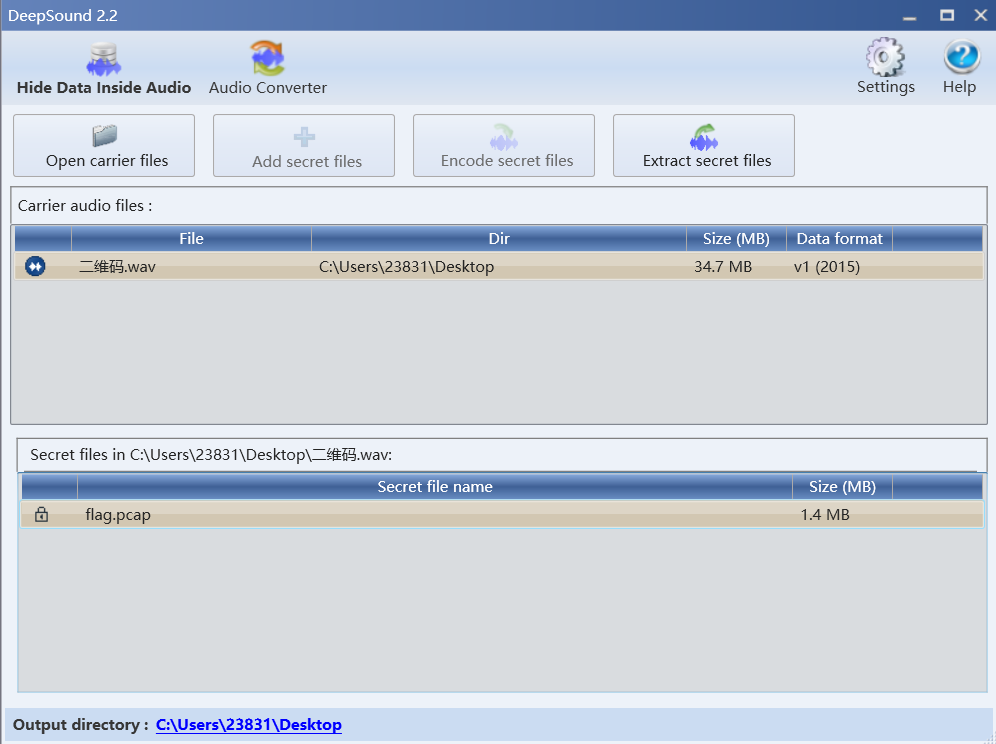 DeepSound 2.2
Hide Data Inside Audio Audio Converter Settings Help
Open carrier files Add secret files Encode secret files Extract secret files
Carrier audio files :
File Dir Size (MB) Data format
二维码.wav C:\Users\23831\Desktop 34.7 MB v1 (2015)
Secret files in C:\Users\23831\Desktop\二维码.wav:
Secret file name Size (MB)
flag.pcap 1.4 MB
Output directory : C:\Users\23831\Desktop